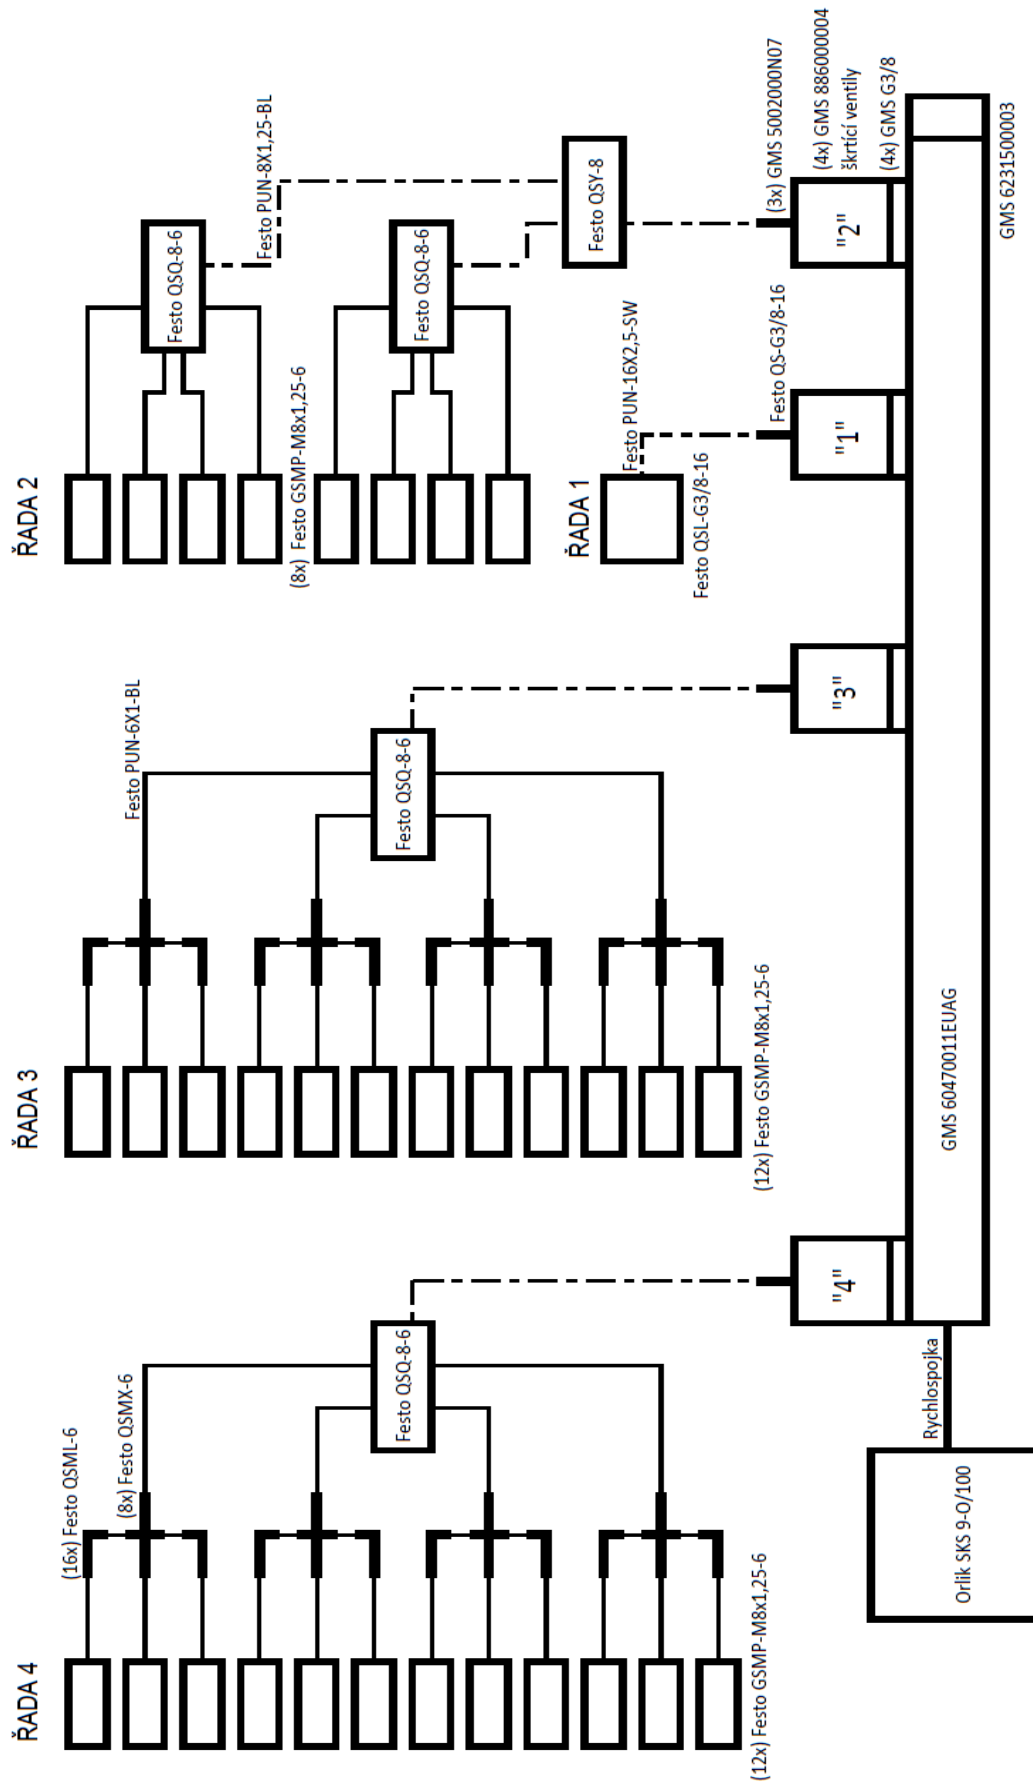 ŘADA 4
(16x) Festo QSML-6
(8x) Festo QSMX-6
Festo QSQ-8-6
(12x) Festo GSMP-M8x1,25-6
ŘADA 3
Festo PUN-6X1-BL
Festo QSQ-8-6
(12x) Festo GSMP-M8x1,25-6
ŘADA 2
Festo QSQ-8-6
Festo PUN-8X1,25-BL
(8x) Festo GSMP-M8x1,25-6
Festo QSQ-8-6
Festo QSY-8
ŘADA 1
Festo PUN-16X2,5-SW
Festo QSL-G3/8-16
Festo QS-G3/8-16
(3x) GMS 5002000N07
(4x) GMS 886000004
škrtící ventily
(4x) GMS G3/8
"4"
"3"
"1"
"2"
Rychlospojka
Orlik SKS 9-O/100
GMS 60470011EUAG
GMS 6231500003